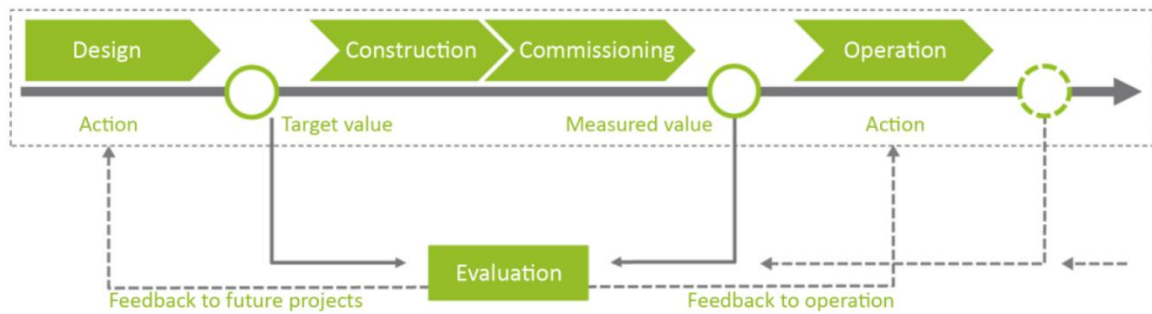 Design
Construction
Commissioning
Operation
Action
Target value
Measured value
Action
Evaluation
Feedback to future projects
Feedback to operation